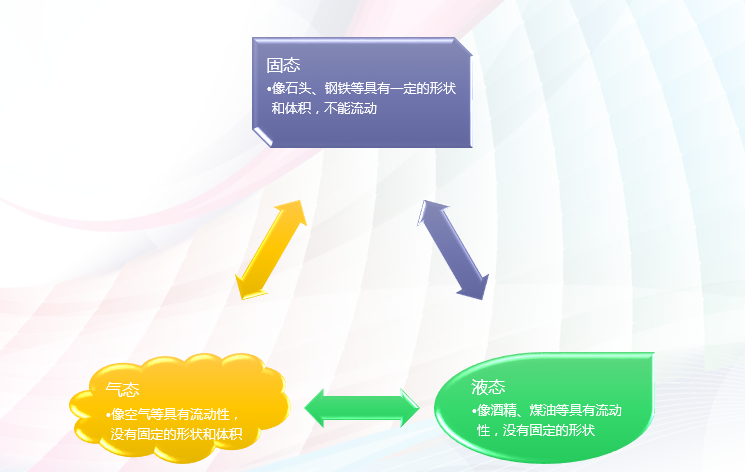 固态
•像石头、钢铁等具有一定的形状
和体积，不能流动
气态
•像空气等具有流动性，
没有固定的形状和体积
液态
•像酒精、煤油等具有流动
性，没有固定的形状